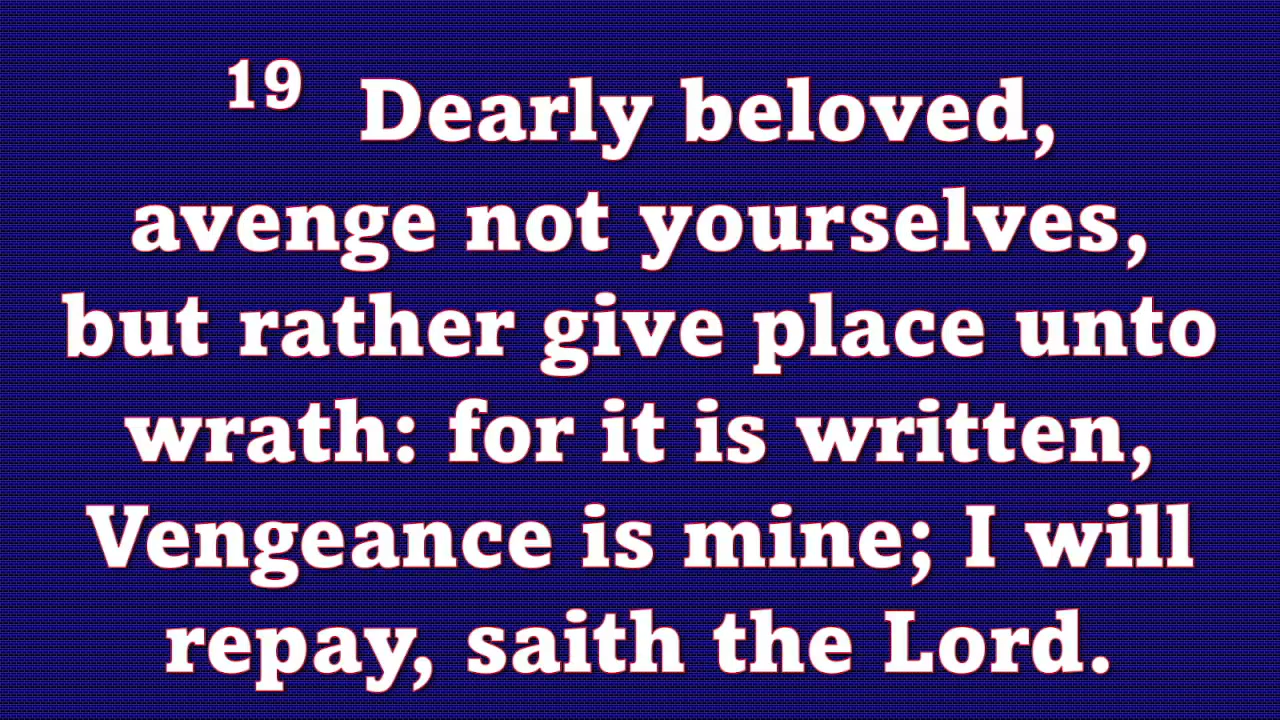 19 Dearly beloved,
avenge not yourselves,
but rather give place unto
wrath: for it is written,
Vengeance is mine; I will
repay, saith the Lord.